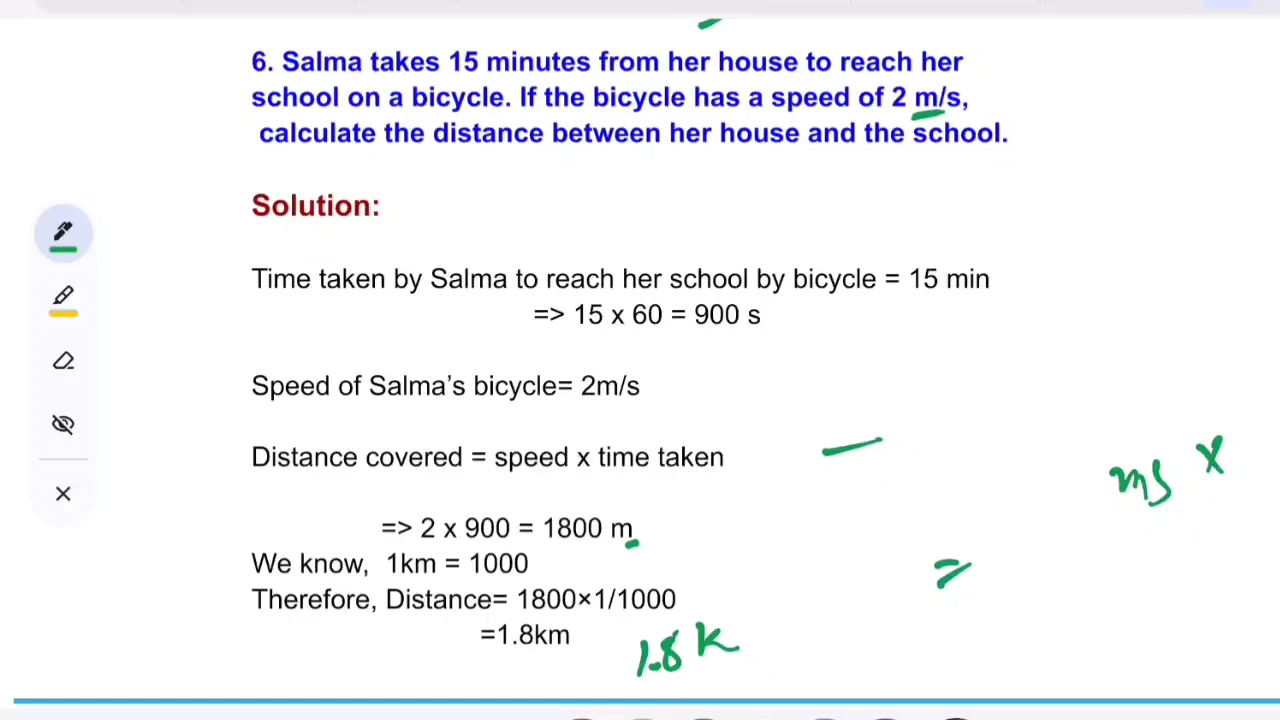 6. Salma takes 15 minutes from her house to reach her
school on a bicycle. If the bicycle has a speed of 2 m/s,
calculate the distance between her house and the school.
Solution:
Time taken by Salma to reach her school by bicycle = 15 min
=> 15 x 60 = 900 s
Speed of Salma’s bicycle= 2m/s
Distance covered = speed x time taken
ms x
=> 2 x 900 = 1800 m
We know, 1km = 1000
=
Therefore, Distance= 1800×1/1000
=1.8km
1.8 K